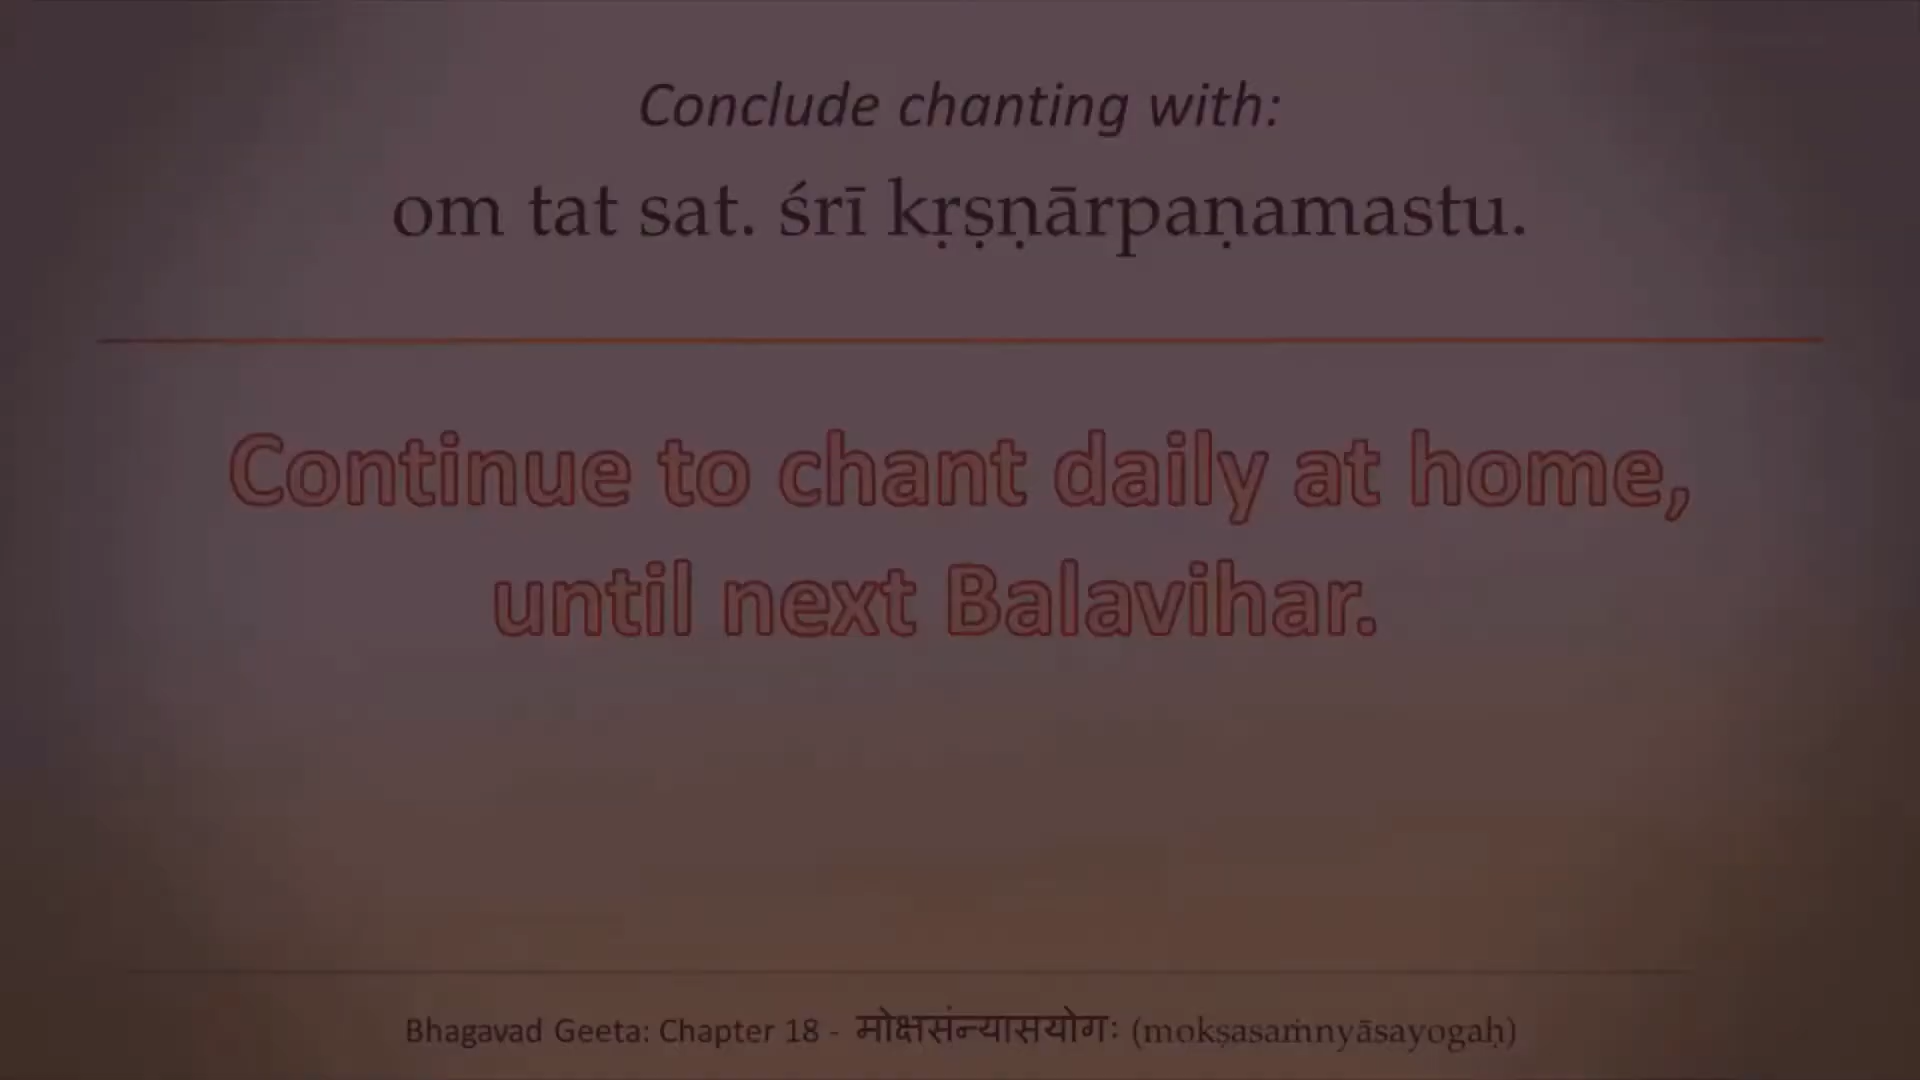 Conclude chanting with:
om tat sat. śrī kṛṣṇārpaṇamastu.
Continue to chant daily at home,
until next Balavihar.
Bhagavad Geeta: Chapter 18 - मोक्षसंन्यासयोगः (mokṣasaṁnyāsayogaḥ)